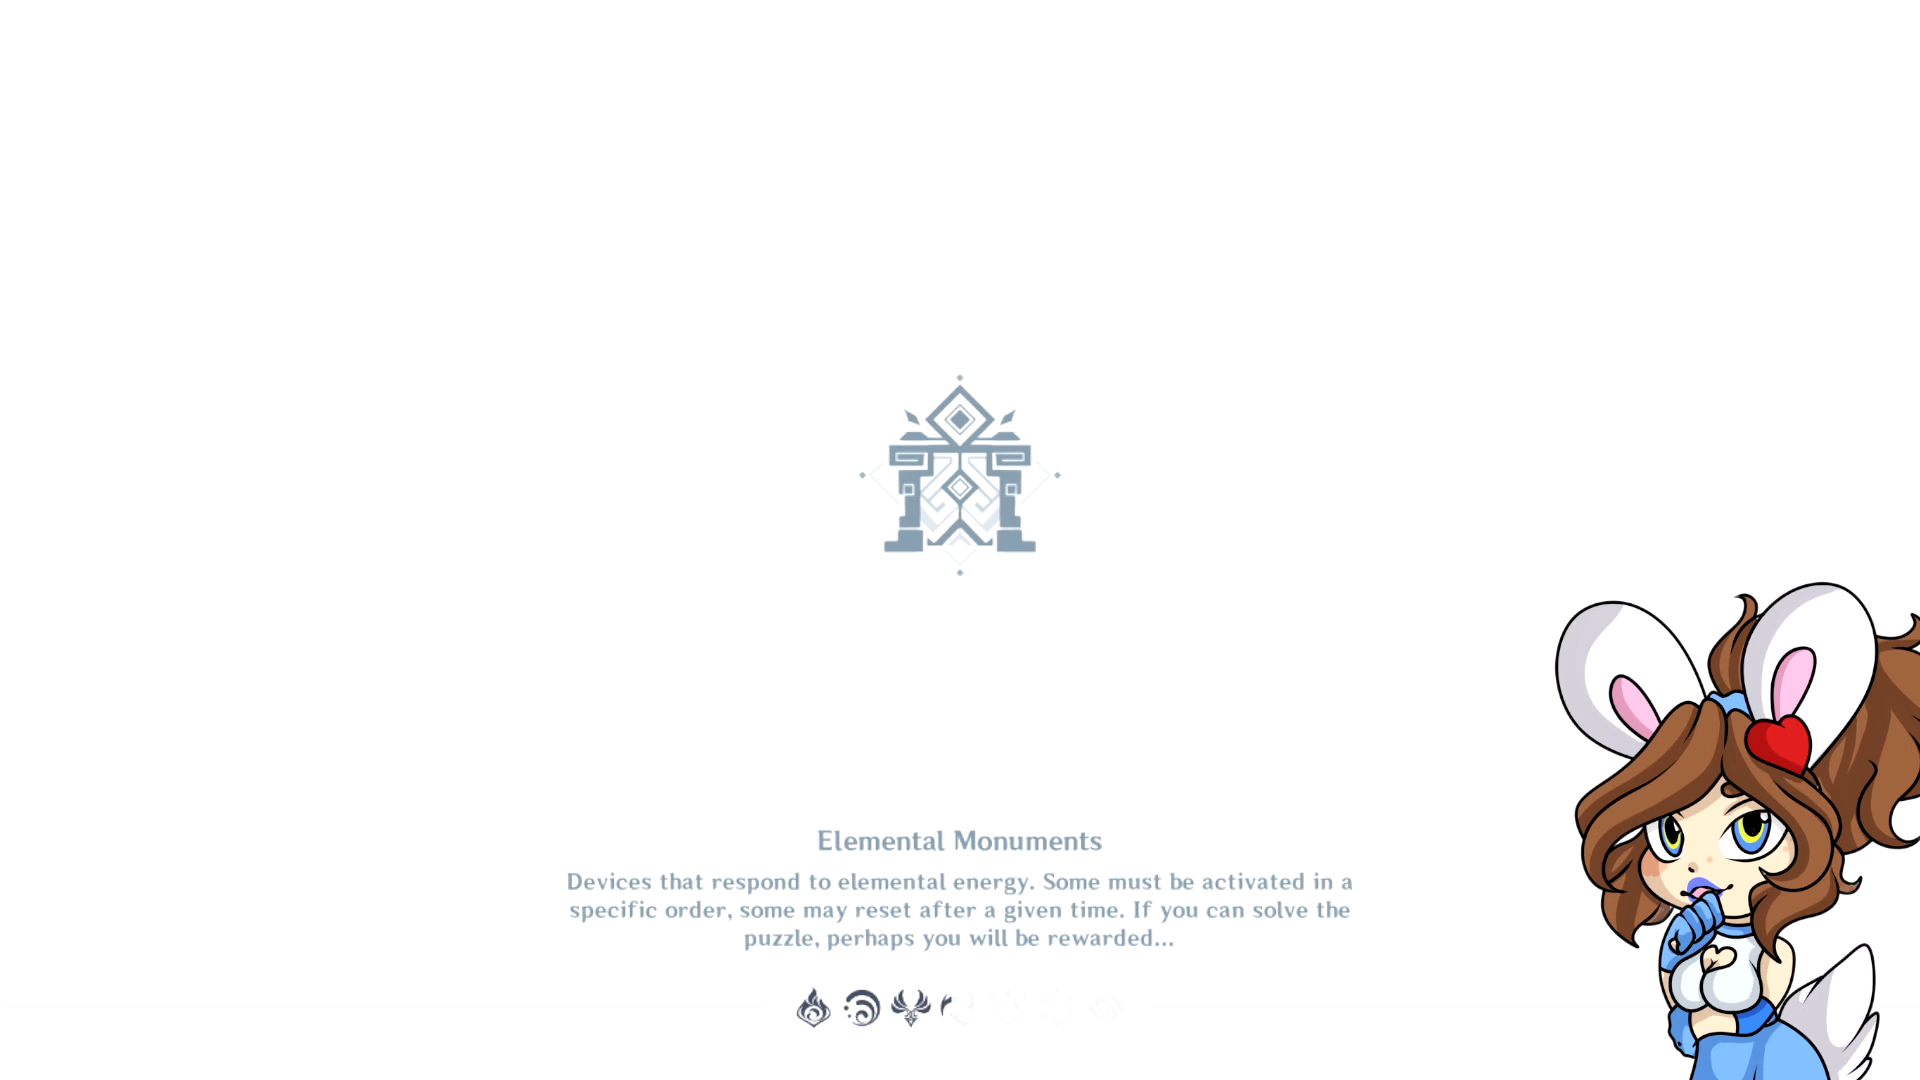 Elemental Monuments
Devices that respond to elemental energy. Some must be activated in a
specific order, some may reset after a given time. If you can solve the
puzzle, perhaps you will be rewarded...